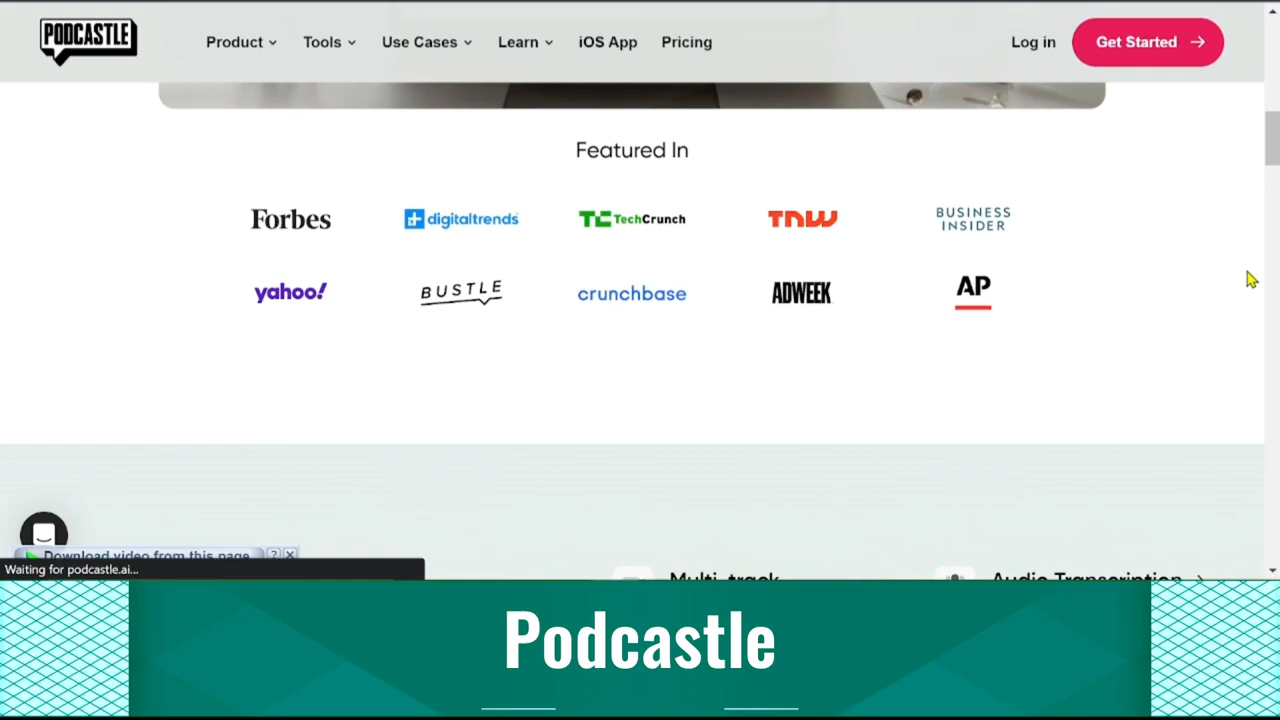 PODCASTLE
Product Tools Use Cases Learn iOS App Pricing Log in Get Started
Featured In
Forbes digitaltrends TC TechCrunch TNW BUSINESS INSIDER
yahoo! BUSTLE crunchbase ADWEEK AP
Download video from this page ? x
Waiting for podcastle.ai...
Multi-track Audio Transcription
Podcastle